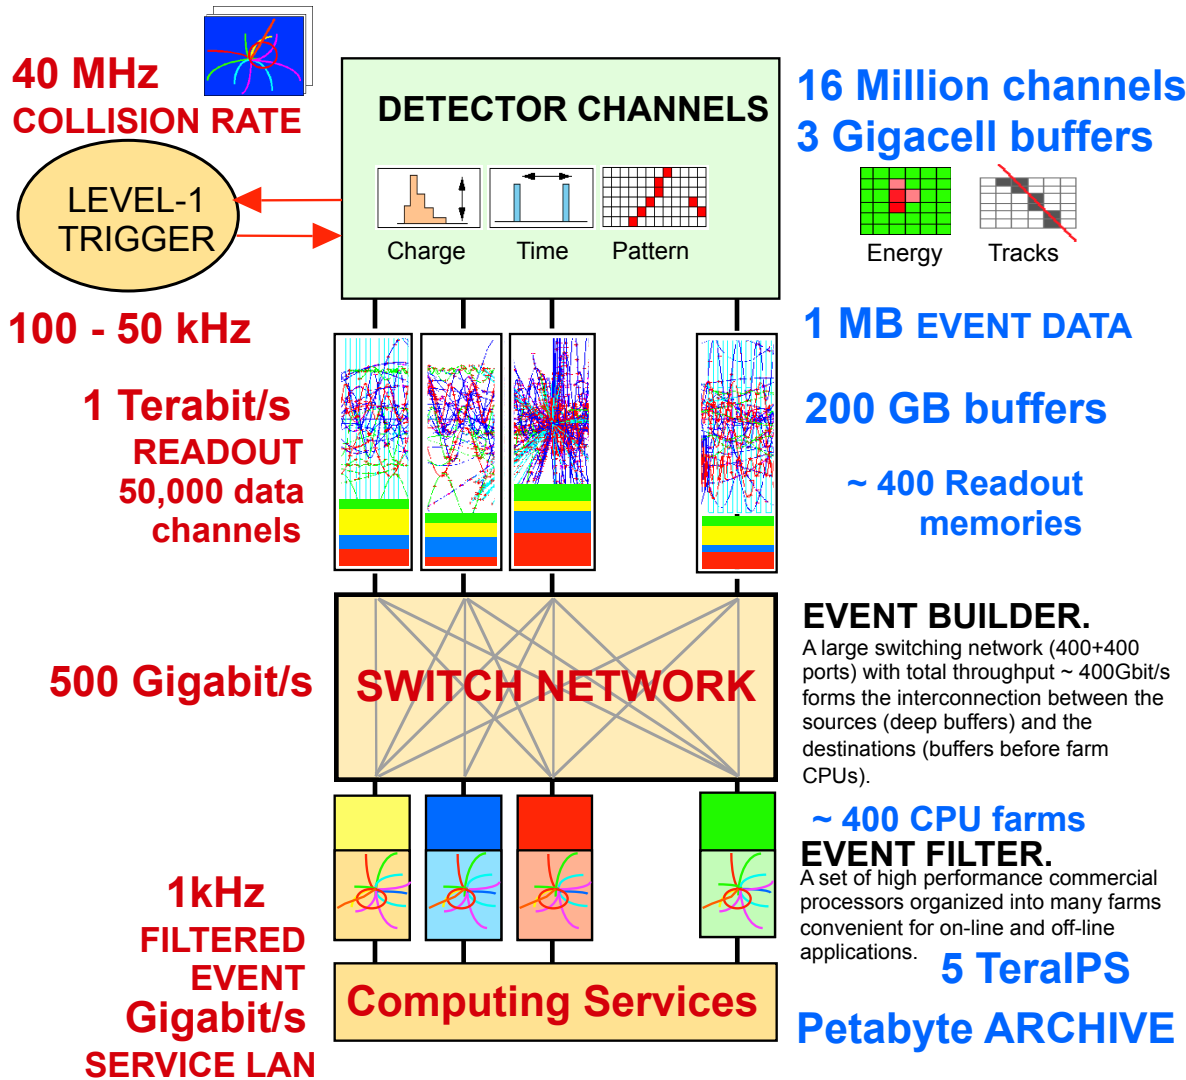 40 MHz
COLLISION RATE
LEVEL-1
TRIGGER
DETECTOR CHANNELS
Charge
Time
Pattern
16 Million channels
3 Gigacell buffers
Energy
Tracks
100 - 50 kHz
1 MB EVENT DATA
1 Terabit/s
READOUT
50,000 data
channels
200 GB buffers
~ 400 Readout
memories
500 Gigabit/s
SWITCH NETWORK
EVENT BUILDER.
A large switching network (400+400
ports) with total throughput ~ 400Gbit/s
forms the interconnection between the
sources (deep buffers) and the
destinations (buffers before farm
CPUs).
~ 400 CPU farms
EVENT FILTER.
A set of high performance commercial
processors organized into many farms
convenient for on-line and off-line
applications.
1kHz
FILTERED
EVENT
Gigabit/s
SERVICE LAN
Computing Services
5 TeraIPS
Petabyte ARCHIVE